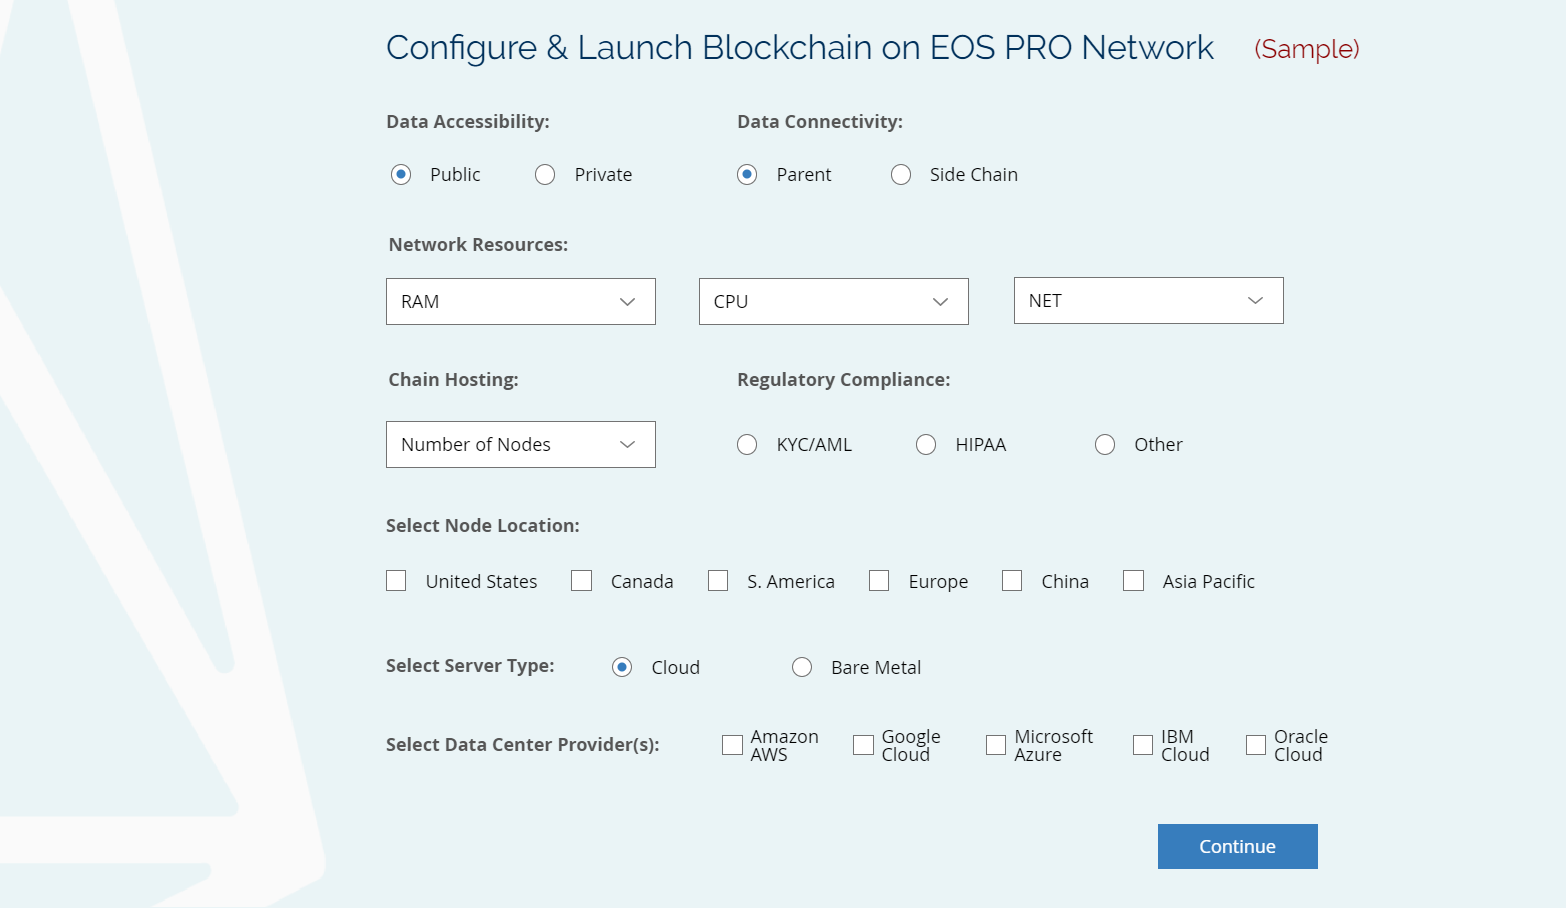 Configure & Launch Blockchain on EOS PRO Network (Sample)
Data Accessibility: Data Connectivity:
Public Private Parent Side Chain
Network Resources:
RAM CPU NET
Chain Hosting: Regulatory Compliance:
Number of Nodes KYC/AML HIPAA Other
Select Node Location:
United States Canada S. America Europe China Asia Pacific
Select Server Type: Cloud Bare Metal
Select Data Center Provider(s): Amazon AWS Google Cloud Microsoft Azure IBM Cloud Oracle Cloud
Continue